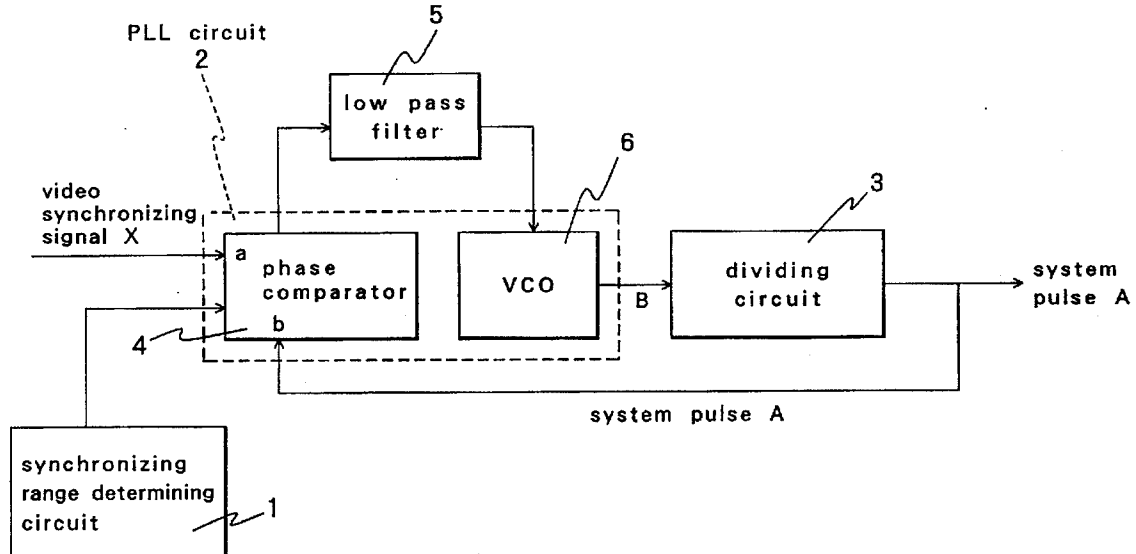 PLL circuit
2
5
low pass
filter
6
3
video
synchronizing
signal X
a
phase
comparator
b
4
VCO
B
dividing
circuit
system
pulse A
system pulse A
synchronizing
range determining
circuit
1